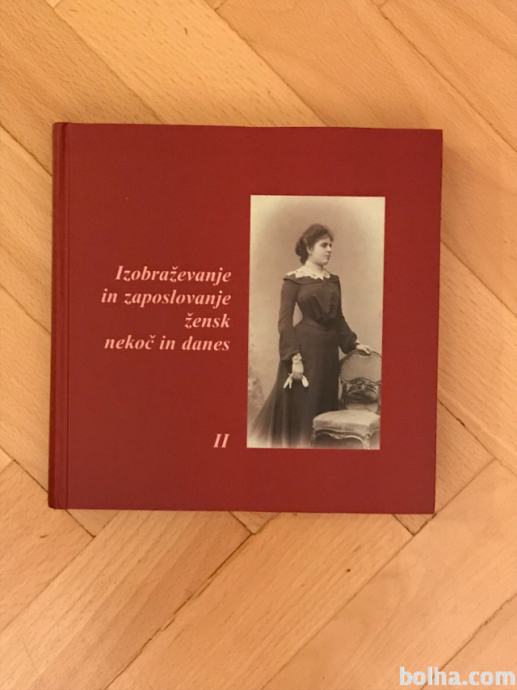 Izobraževanje
in zaposlovanje
žensk
nekoč in danes
II
bolha.com